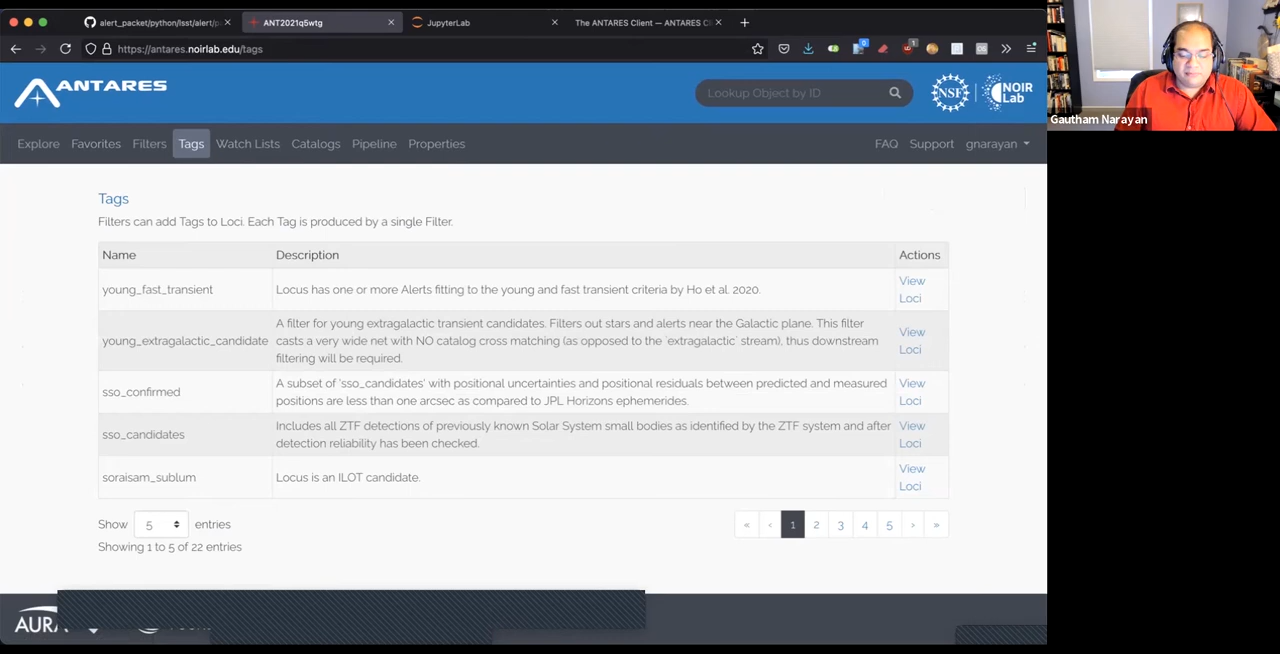 alert_packet/python/lsst/alert/p
ANT2021q5wtg
JupyterLab
The ANTARES Client — ANTARES C
https://antares.noirlab.edu/tags
0
1
ANTARES
Lookup Object by ID
NSF
NOIR
Lab
Gautham Narayan
Explore Favorites Filters Tags Watch Lists Catalogs Pipeline Properties
FAQ Support gnarayan
Tags
Filters can add Tags to Loci. Each Tag is produced by a single Filter.
Name Description Actions
young_fast_transient Locus has one or more Alerts fitting to the young and fast transient criteria by Ho et al. 2020. View
Loci
A filter for young extragalactic transient candidates. Filters out stars and alerts near the Galactic plane. This filter
young_extragalactic_candidate casts a very wide net with NO catalog cross matching (as opposed to the `extragalactic` stream), thus downstream View
filtering will be required. Loci
sso_confirmed A subset of 'sso_candidates' with positional uncertainties and positional residuals between predicted and measured View
positions are less than one arcsec as compared to JPL Horizons ephemerides. Loci
sso_candidates Includes all ZTF detections of previously known Solar System small bodies as identified by the ZTF system and after View
detection reliability has been checked. Loci
soraisam_sublum Locus is an ILOT candidate. View
Loci
Show 5 entries
« ‹ 1 2 3 4 5 › »
Showing 1 to 5 of 22 entries
AURA